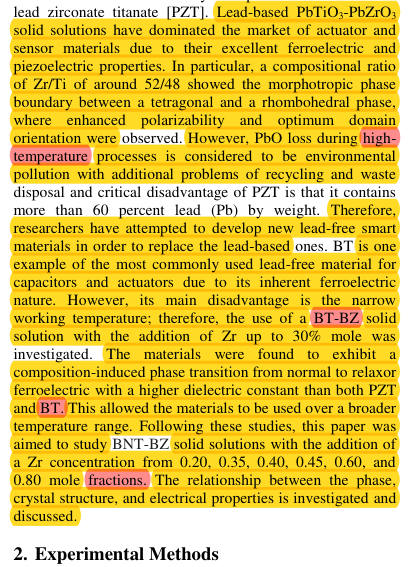 lead zirconate titanate [PZT]. Lead-based PbTiO₃-PbZrO₃
solid solutions have dominated the market of actuator and
sensor materials due to their excellent ferroelectric and
piezoelectric properties. In particular, a compositional ratio
of Zr/Ti of around 52/48 showed the morphotropic phase
boundary between a tetragonal and a rhombohedral phase,
where enhanced polarizability and optimum domain
orientation were observed. However, PbO loss during high-
temperature processes is considered to be environmental
pollution with additional problems of recycling and waste
disposal and critical disadvantage of PZT is that it contains
more than 60 percent lead (Pb) by weight. Therefore,
researchers have attempted to develop new lead-free smart
materials in order to replace the lead-based ones. BT is one
example of the most commonly used lead-free material for
capacitors and actuators due to its inherent ferroelectric
nature. However, its main disadvantage is the narrow
working temperature; therefore, the use of a BT-BZ solid
solution with the addition of Zr up to 30% mole was
investigated. The materials were found to exhibit a
composition-induced phase transition from normal to relaxor
ferroelectric with a higher dielectric constant than both PZT
and BT. This allowed the materials to be used over a broader
temperature range. Following these studies, this paper was
aimed to study BNT-BZ solid solutions with the addition of
a Zr concentration from 0.20, 0.35, 0.40, 0.45, 0.60, and
0.80 mole fractions. The relationship between the phase,
crystal structure, and electrical properties is investigated and
discussed.
2. Experimental Methods